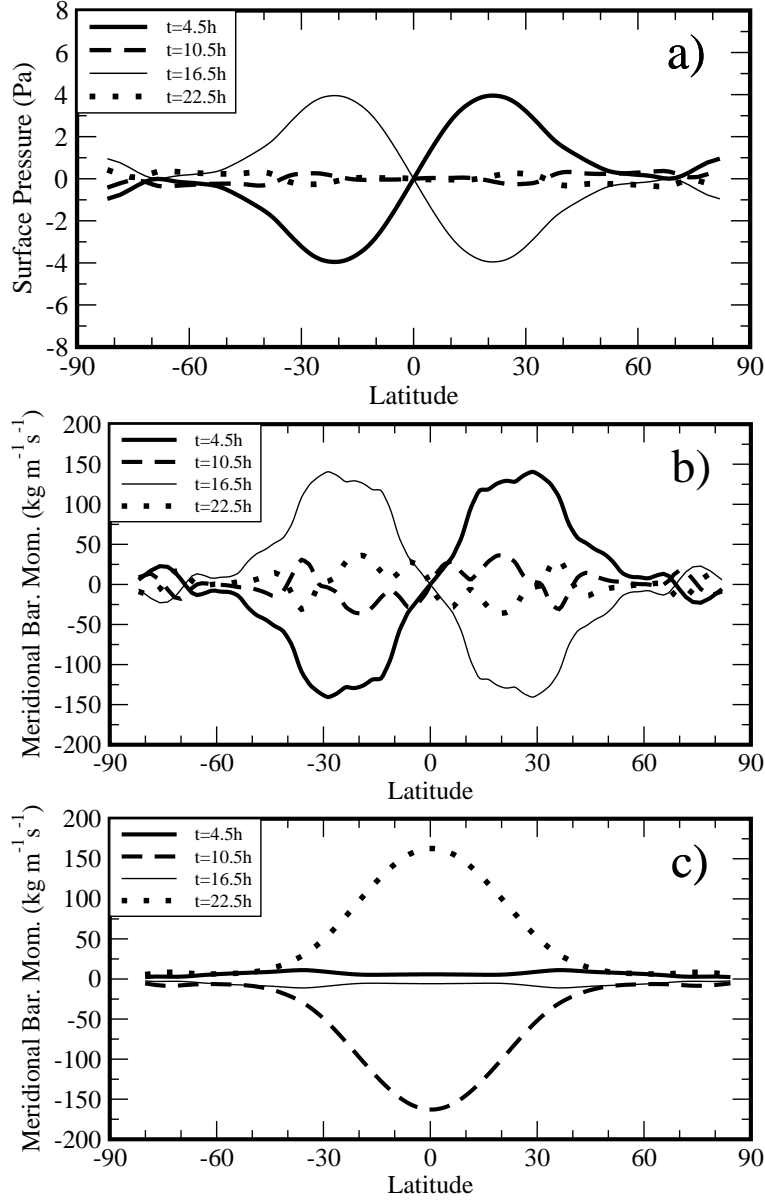 a)
t=4.5h
t=10.5h
t=16.5h
t=22.5h
8
6
4
2
0
-2
-4
-6
-8
Surface Pressure (Pa)
-90 -60 -30 0 30 60 90
Latitude
b)
t=4.5h
t=10.5h
t=16.5h
t=22.5h
200
150
100
50
0
-50
-100
-150
-200
Meridional Bar. Mom. (kg m⁻¹ s⁻¹)
-90 -60 -30 0 30 60 90
Latitude
c)
t=4.5h
t=10.5h
t=16.5h
t=22.5h
200
150
100
50
0
-50
-100
-150
-200
Meridional Bar. Mom. (kg m⁻¹ s⁻¹)
-90 -60 -30 0 30 60 90
Latitude